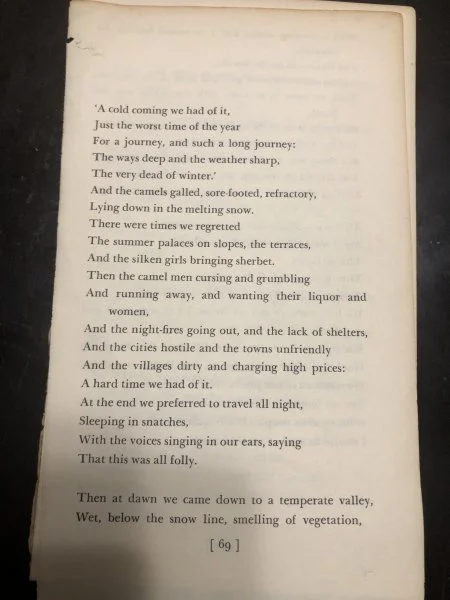 'A cold coming we had of it,
Just the worst time of the year
For a journey, and such a long journey:
The ways deep and the weather sharp,
The very dead of winter.'
And the camels galled, sore-footed, refractory,
Lying down in the melting snow.
There were times we regretted
The summer palaces on slopes, the terraces,
And the silken girls bringing sherbet.
Then the camel men cursing and grumbling
And running away, and wanting their liquor and
women,
And the night-fires going out, and the lack of shelters,
And the cities hostile and the towns unfriendly
And the villages dirty and charging high prices:
A hard time we had of it.
At the end we preferred to travel all night,
Sleeping in snatches,
With the voices singing in our ears, saying
That this was all folly.
Then at dawn we came down to a temperate valley,
Wet, below the snow line, smelling of vegetation,
[ 69 ]